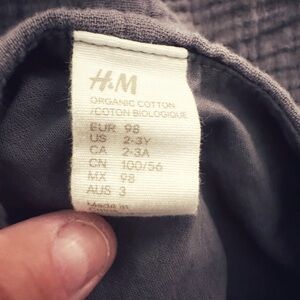 H&M
ORGANIC COTTON
/COTON BIOLOGIQUE
EUR 98
US 2-3Y
CA 2-3A
CN 100/56
MX 98
AUS 3
Made in